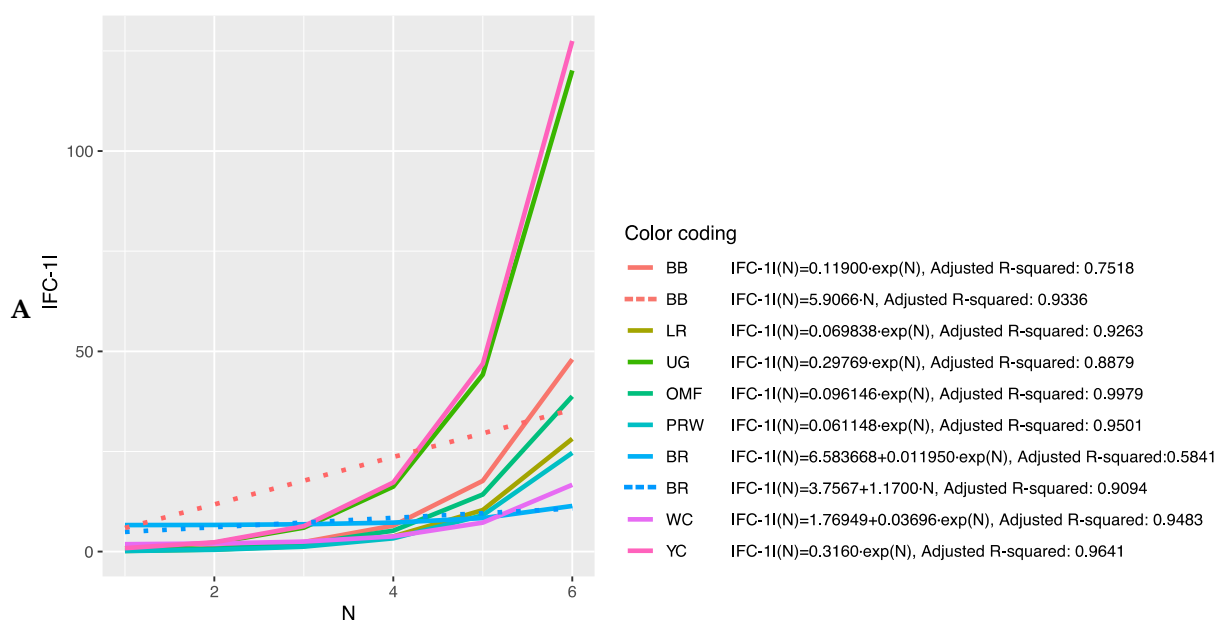 A
IFC-1I
100
50
0
2
4
6
N
Color coding
BB IFC-1I(N)=0.11900·exp(N), Adjusted R-squared: 0.7518
BB IFC-1I(N)=5.9066·N, Adjusted R-squared: 0.9336
LR IFC-1I(N)=0.069838·exp(N), Adjusted R-squared: 0.9263
UG IFC-1I(N)=0.29769·exp(N), Adjusted R-squared: 0.8879
OMF IFC-1I(N)=0.096146·exp(N), Adjusted R-squared: 0.9979
PRW IFC-1I(N)=0.061148·exp(N), Adjusted R-squared: 0.9501
BR IFC-1I(N)=6.583668+0.011950·exp(N), Adjusted R-squared:0.5841
BR IFC-1I(N)=3.7567+1.1700·N, Adjusted R-squared: 0.9094
WC IFC-1I(N)=1.76949+0.03696·exp(N), Adjusted R-squared: 0.9483
YC IFC-1I(N)=0.3160·exp(N), Adjusted R-squared: 0.9641